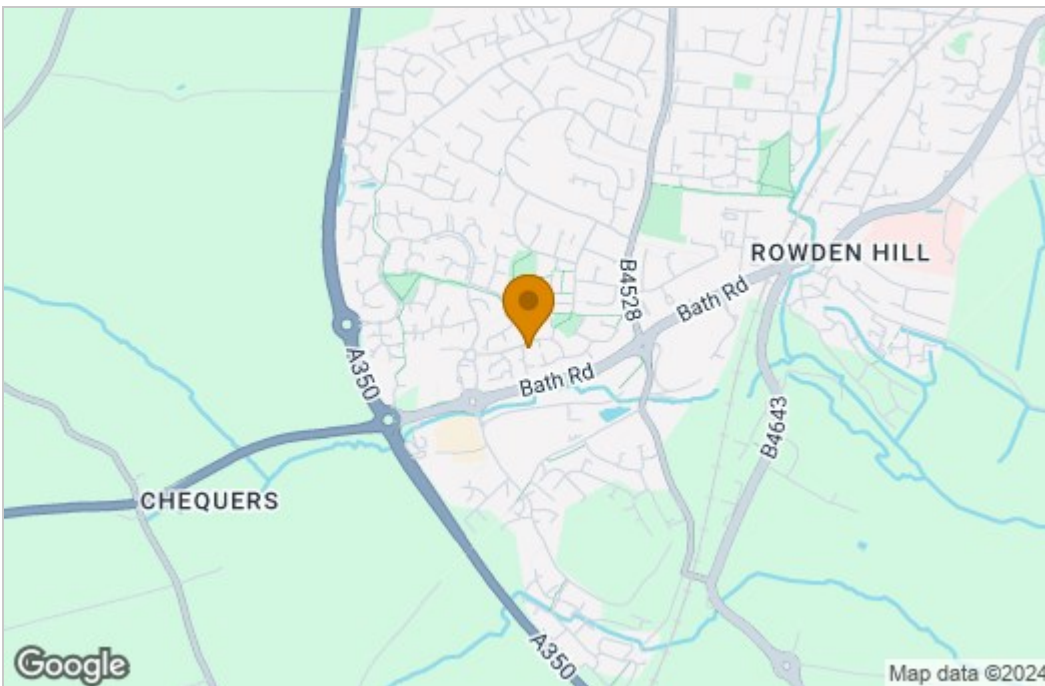 ROWDEN HILL
B4528
Bath Rd
A350
Bath Rd
B4643
CHEQUERS
A350
Google
Map data ©2024